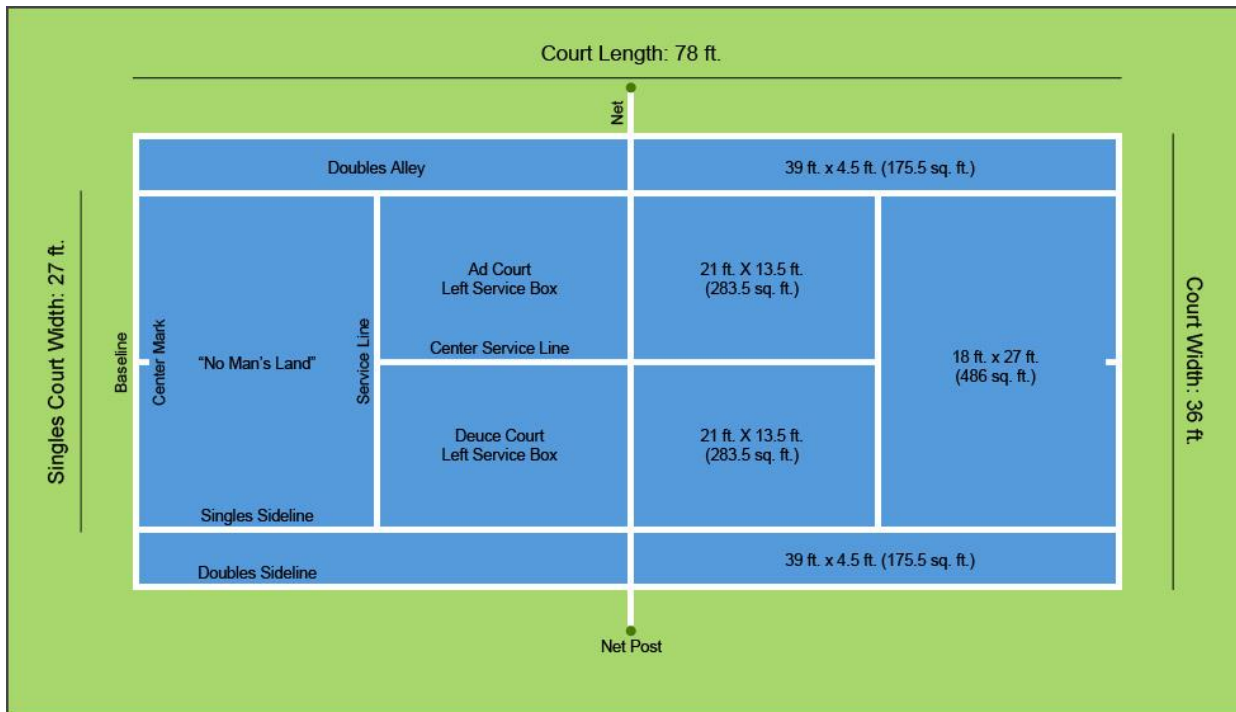 Court Length: 78 ft.
Net
Doubles Alley
39 ft. x 4.5 ft. (175.5 sq. ft.)
Singles Court Width: 27 ft.
Baseline
Center Mark
"No Man's Land"
Service Line
Ad Court
Left Service Box
21 ft. X 13.5 ft.
(283.5 sq. ft.)
Center Service Line
18 ft. x 27 ft.
(486 sq. ft.)
Court Width: 36 ft.
Deuce Court
Left Service Box
21 ft. X 13.5 ft.
(283.5 sq. ft.)
Singles Sideline
Doubles Sideline
39 ft. x 4.5 ft. (175.5 sq. ft.)
Net Post